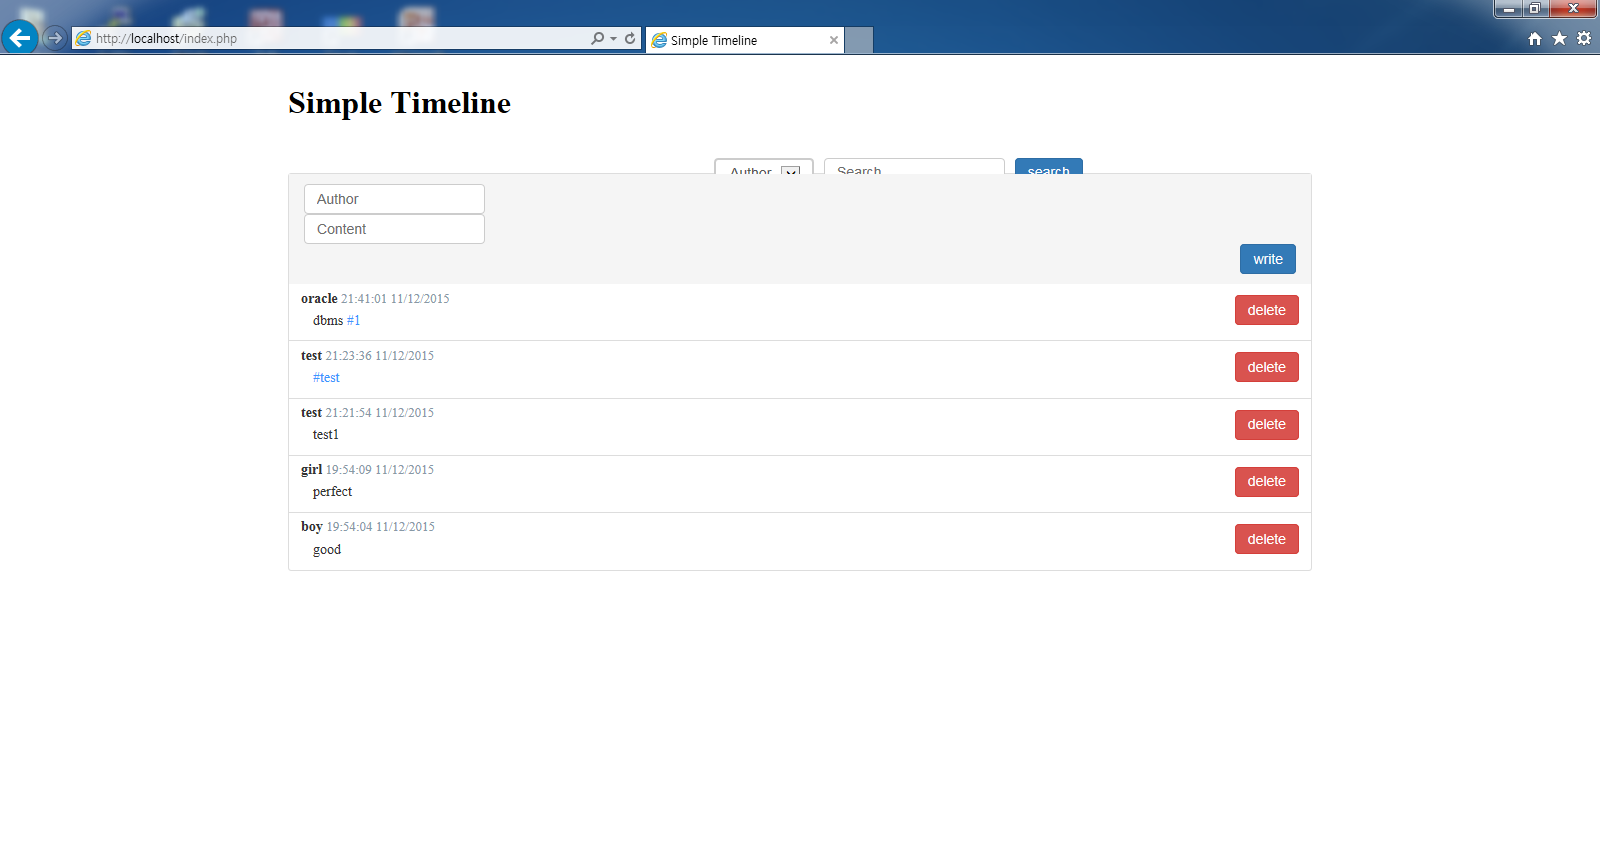 http://localhost/index.php
Simple Timeline
Simple Timeline
Author Search search
Author
Content
write
oracle 21:41:01 11/12/2015
dbms #1
delete
test 21:23:36 11/12/2015
#test
delete
test 21:21:54 11/12/2015
test1
delete
girl 19:54:09 11/12/2015
perfect
delete
boy 19:54:04 11/12/2015
good
delete